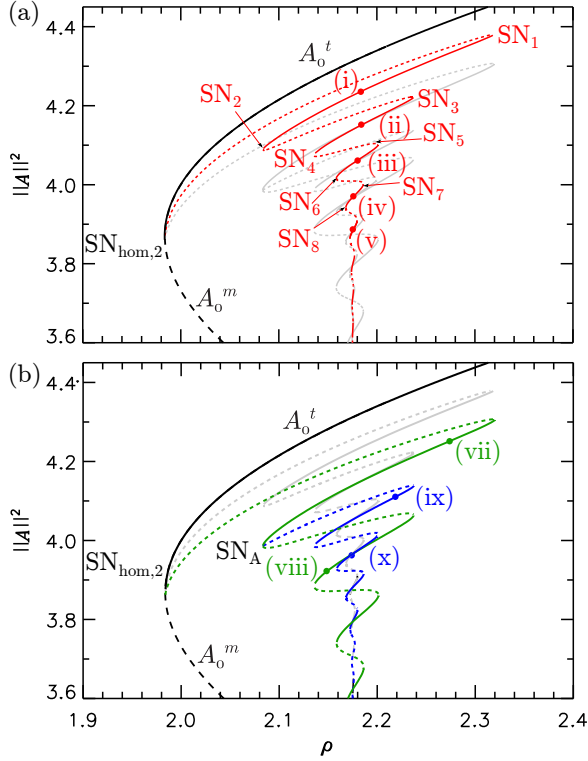 (a)
4.4
4.2
4.0
3.8
3.6
||A||²
A₀ᵗ
SN₁
(i)
SN₂
SN₃
(ii)
SN₅
SN₄
(iii)
SN₇
SN₆
(iv)
SN₈
(v)
SN_hom,2
A₀ᵐ
(b)
4.4
4.2
4.0
3.8
3.6
||A||²
A₀ᵗ
(vii)
(ix)
SN_A
(x)
SN_hom,2
(viii)
A₀ᵐ
1.9
2.0
2.1
2.2
2.3
2.4
ρ